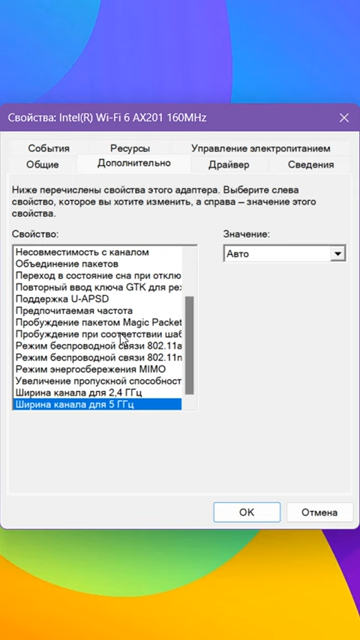 Свойства: Intel(R) Wi-Fi 6 AX201 160MHz
События Ресурсы Управление электропитанием
Общие Дополнительно Драйвер Сведения
Ниже перечислены свойства этого адаптера. Выберите слева
свойство, которое вы хотите изменить, а справа – значение этого
свойства.
Свойство:
Значение:
Несовместимость с каналом
Авто
Объединение пакетов
Переход в состояние сна при отклю
Повторный ввод ключа GTK для реж
Поддержка U-APSD
Предпочитаемая частота
Пробуждение пакетом Magic Packet
Пробуждение при соответствии шаб
Режим беспроводной связи 802.11a
Режим беспроводной связи 802.11n
Режим энергосбережения MIMO
Увеличение пропускной способност
Ширина канала для 2,4 ГГц
Ширина канала для 5 ГГц
OK Отмена